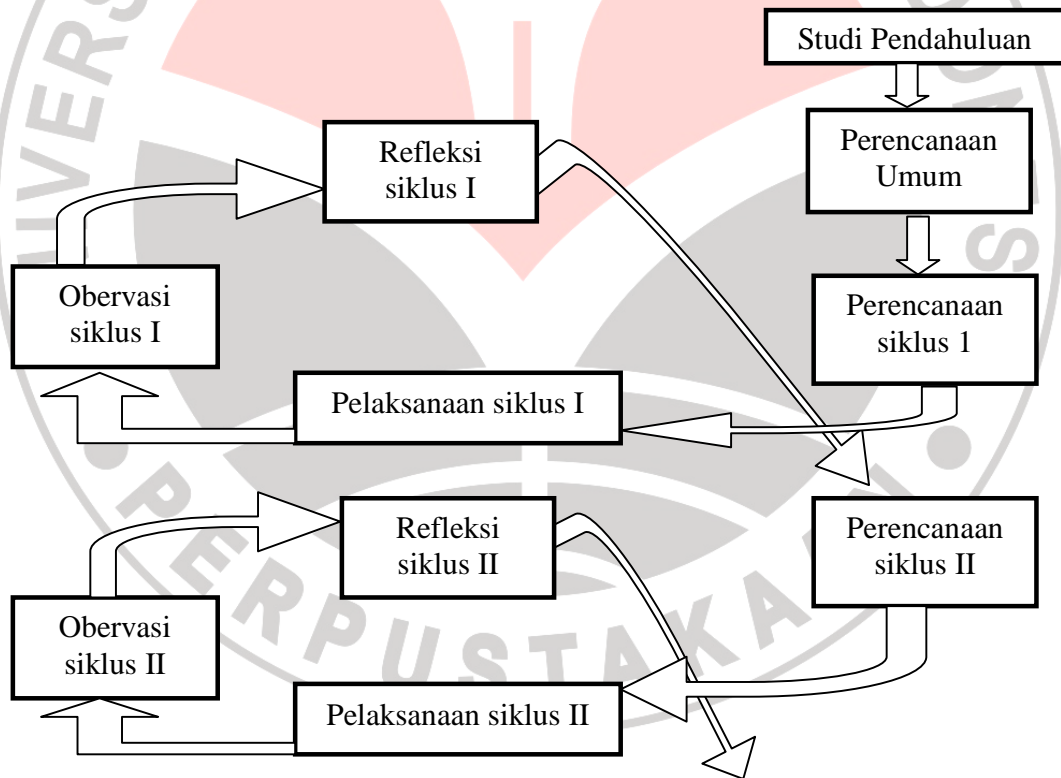 Studi Pendahuluan
Perencanaan
Umum
Perencanaan
siklus 1
Pelaksanaan siklus I
Obervasi
siklus I
Refleksi
siklus I
Perencanaan
siklus II
Pelaksanaan siklus II
Obervasi
siklus II
Refleksi
siklus II